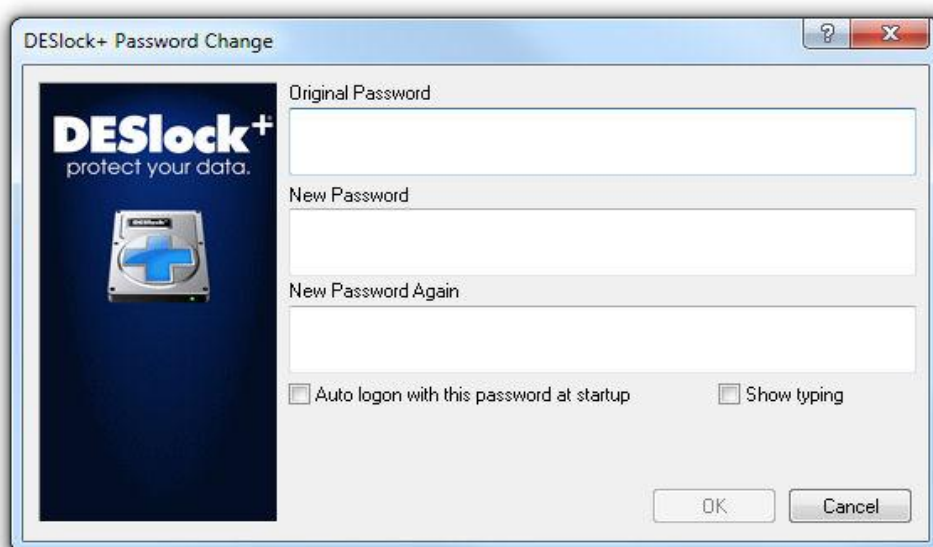 DESlock+ Password Change
DESlock+
protect your data.
DESlock+
Original Password
New Password
New Password Again
Auto logon with this password at startup
Show typing
OK
Cancel